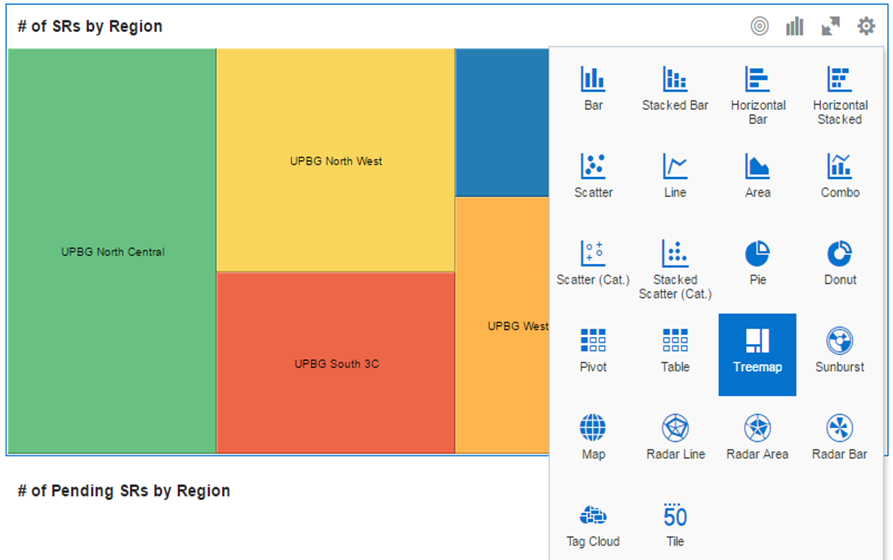 # of SRs by Region
UPBG North Central
UPBG North West
UPBG South 3C
UPBG West
Bar
Stacked Bar
Horizontal
Bar
Horizontal
Stacked
Scatter
Line
Area
Combo
Scatter (Cat.)
Stacked
Scatter (Cat.)
Pie
Donut
Pivot
Table
Treemap
Sunburst
Map
Radar Line
Radar Area
Radar Bar
Tag Cloud
50
Tile
# of Pending SRs by Region